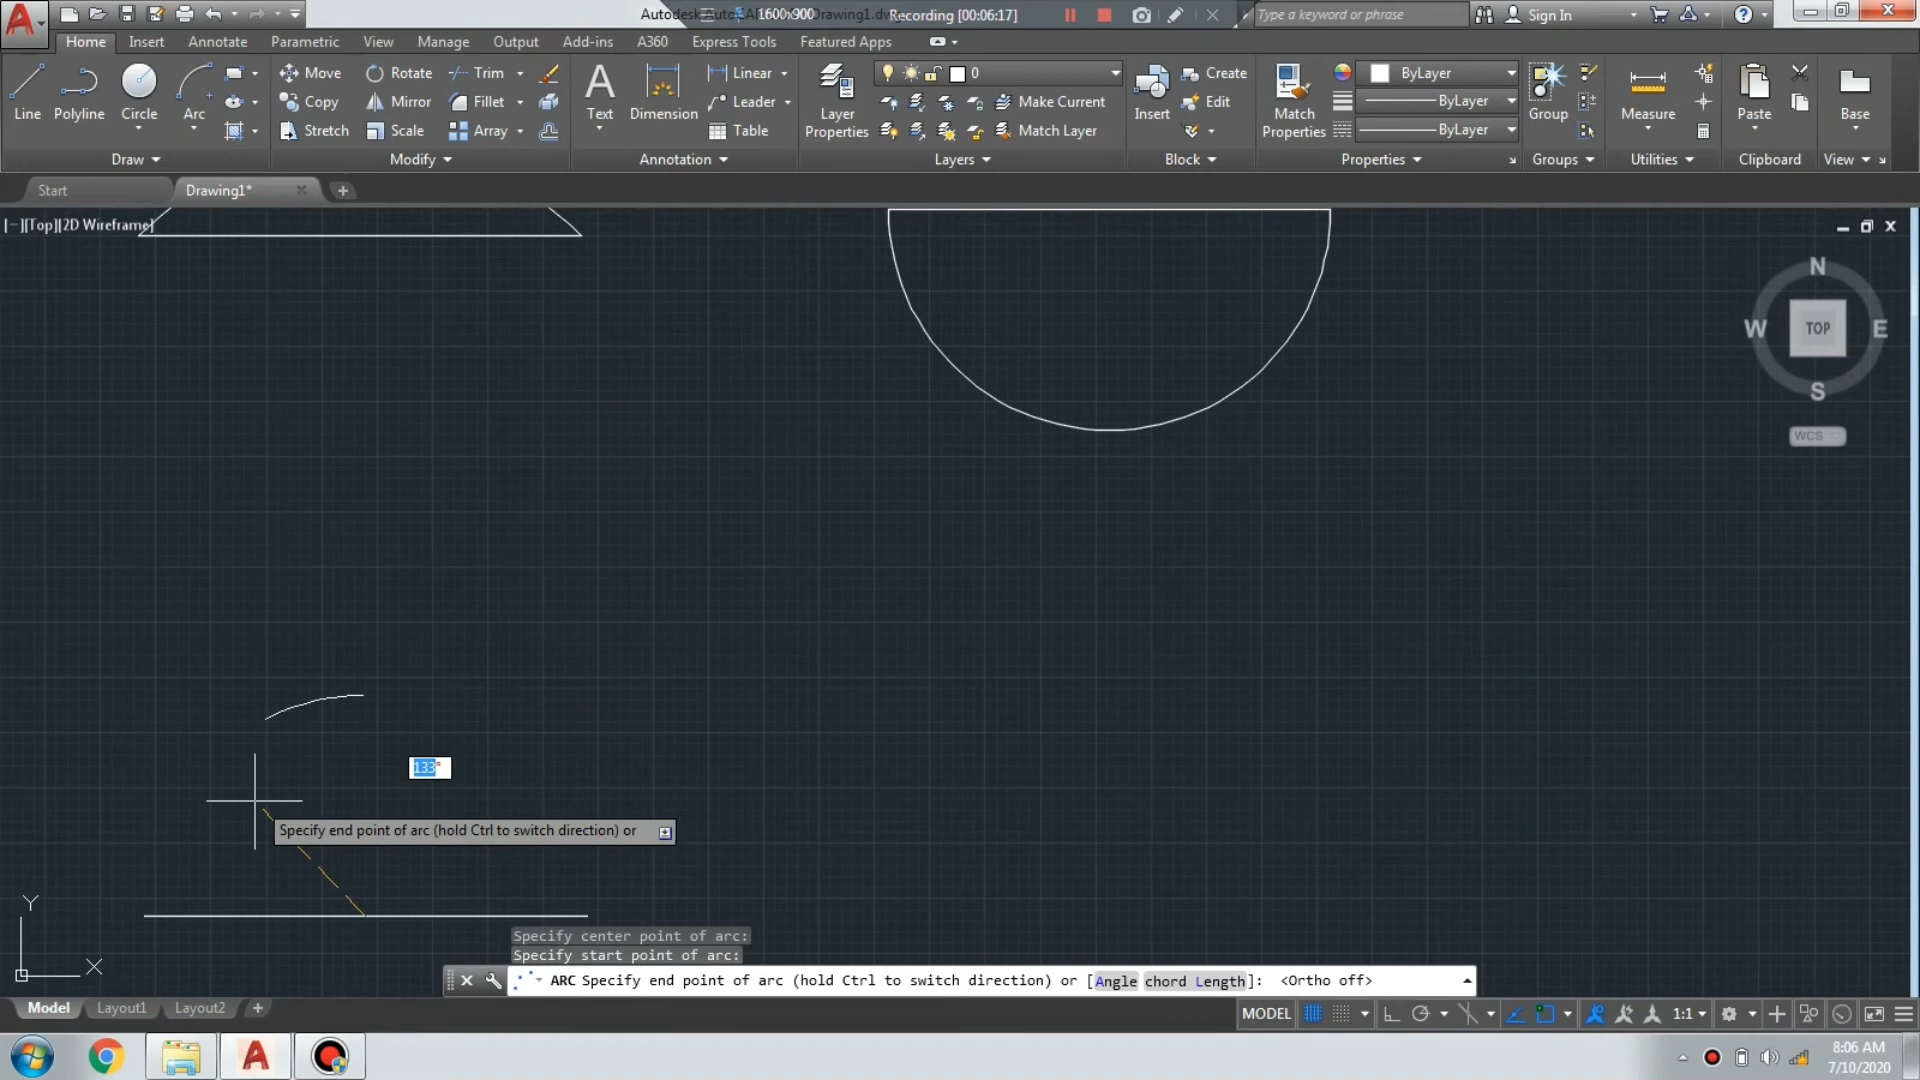 Autodesk Aut
1600x900
Drawing1.dw
Recording [00:06:17]
Type a keyword or phrase
Sign In
Home
Insert
Annotate
Parametric
View
Manage
Output
Add-ins
A360
Express Tools
Featured Apps
Line
Polyline
Circle
Arc
Draw
Move
Rotate
Trim
Copy
Mirror
Fillet
Stretch
Scale
Array
Modify
Text
Dimension
Linear
Leader
Table
Annotation
Layer
Properties
0
Make Current
Match Layer
Layers
Insert
Create
Edit
Block
Match
Properties
ByLayer
ByLayer
ByLayer
Properties
Group
Groups
Measure
Utilities
Paste
Clipboard
Base
View
Start
Drawing1*
[−][Top][2D Wireframe]
N
W
TOP
E
S
WCS
133°
Specify end point of arc (hold Ctrl to switch direction) or
Y
X
Specify center point of arc:
Specify start point of arc:
ARC Specify end point of arc (hold Ctrl to switch direction) or [Angle chord Length]: <Ortho off>
Model
Layout1
Layout2
MODEL
1:1
8:06 AM
7/10/2020